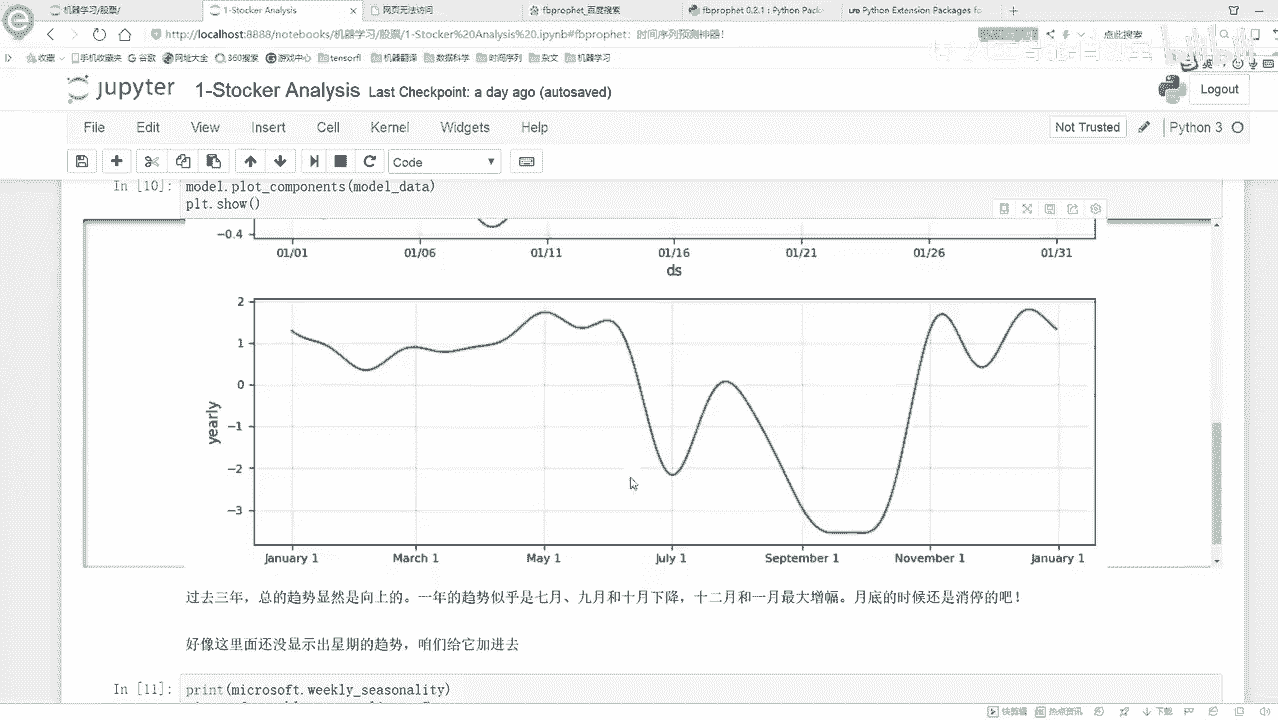 机器学习/股票/
1-Stocker Analysis
网页无法访问
fbprophet_百度搜索
fbprophet 0.2.1 : Python Pack
Python Extension Packages fo
http://localhost:8888/notebooks/机器学习/股票/1-Stocker%20Analysis%20.ipynb#fbprophet：时间序列预测神器！
点此搜索
收藏 手机收藏夹 谷歌 网址大全 360搜索 游戏中心 tensorfl 机器翻译 数据科学 时间序列 杂文 机器学习
jupyter 1-Stocker Analysis Last Checkpoint: a day ago (autosaved)
Logout
File Edit View Insert Cell Kernel Widgets Help
Not Trusted
Python 3
Code
In [10]: model.plot_components(model_data)
plt.show()
−0.4
01/01 01/06 01/11 01/16 01/21 01/26 01/31
ds
2
1
0
−1
−2
−3
yearly
January 1 March 1 May 1 July 1 September 1 November 1 January 1
过去三年，总的趋势显然是向上的。一年的趋势似乎是七月、九月和十月下降，十二月和一月最大增幅。月底的时候还是消停的吧！
好像这里面还没显示出星期的趋势，咱们给它加进去
In [11]: print(microsoft.weekly_seasonality)
快剪辑 热点资讯 下载